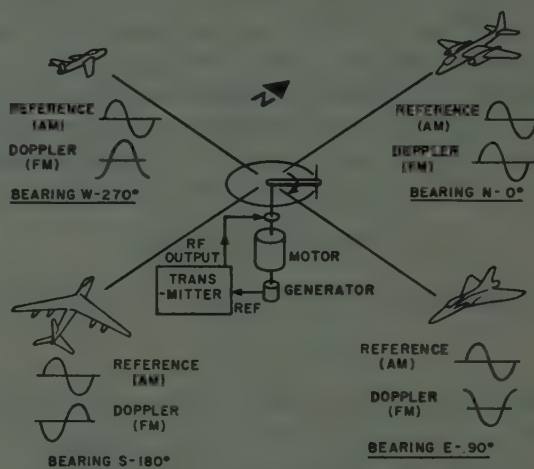 REFERENCE
(AM)
DOPPLER
(FM)
BEARING W-270°
REFERENCE
(AM)
DOPPLER
(FM)
BEARING N-0°
N
RF
OUTPUT
MOTOR
TRANS
-MITTER
GENERATOR
REF
REFERENCE
(AM)
DOPPLER
(FM)
BEARING S-180°
REFERENCE
(AM)
DOPPLER
(FM)
BEARING E-.90°